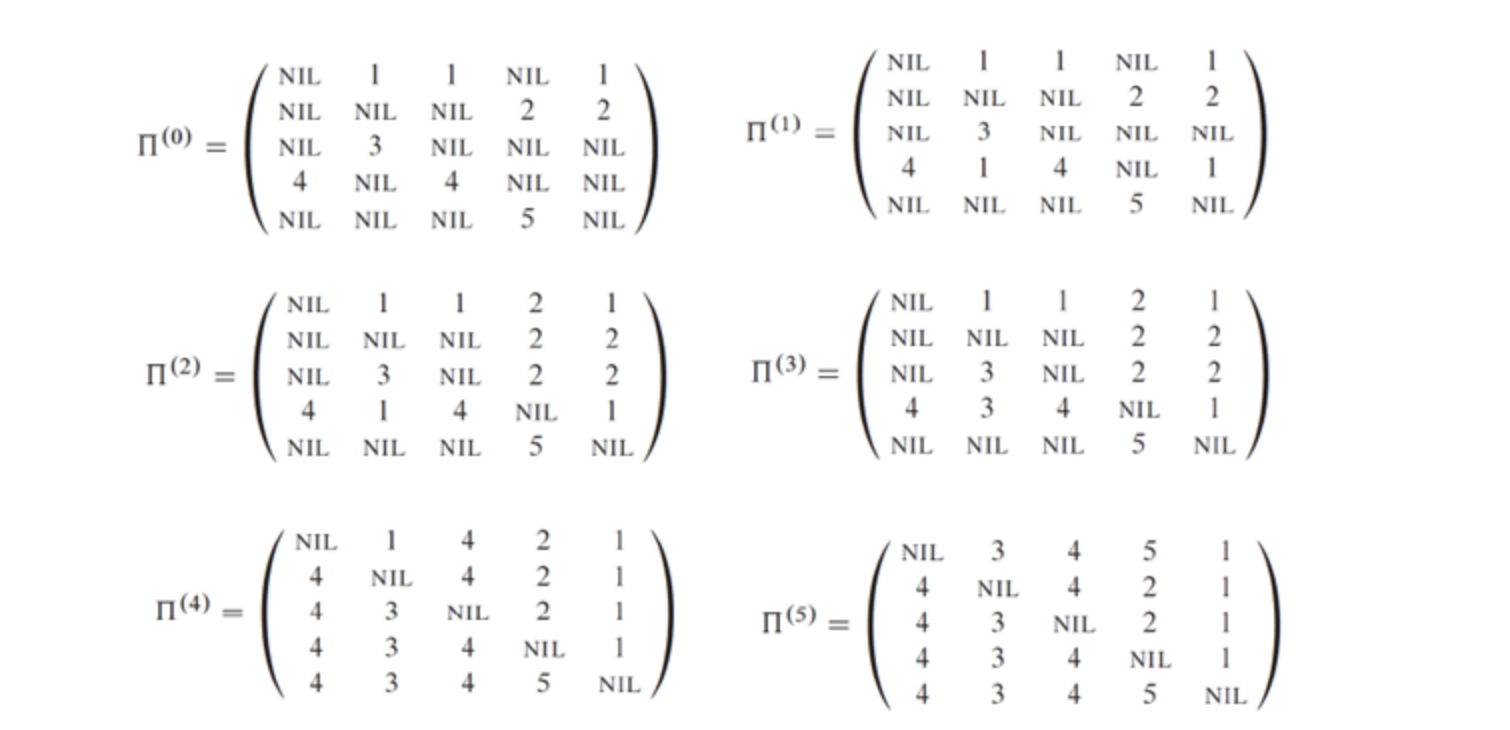 Π(0) =
NIL 1 1 NIL 1
NIL NIL NIL 2 2
NIL 3 NIL NIL NIL
4 NIL 4 NIL NIL
NIL NIL NIL 5 NIL
Π(1) =
NIL 1 1 NIL 1
NIL NIL NIL 2 2
NIL 3 NIL NIL NIL
4 1 4 NIL 1
NIL NIL NIL 5 NIL
Π(2) =
NIL 1 1 2 1
NIL NIL NIL 2 2
NIL 3 NIL 2 2
4 1 4 NIL 1
NIL NIL NIL 5 NIL
Π(3) =
NIL 1 1 2 1
NIL NIL NIL 2 2
NIL 3 NIL 2 2
4 3 4 NIL 1
NIL NIL NIL 5 NIL
Π(4) =
NIL 1 4 2 1
4 NIL 4 2 1
4 3 NIL 2 1
4 3 4 NIL 1
4 3 4 5 NIL
Π(5) =
NIL 3 4 5 1
4 NIL 4 2 1
4 3 NIL 2 1
4 3 4 NIL 1
4 3 4 5 NIL